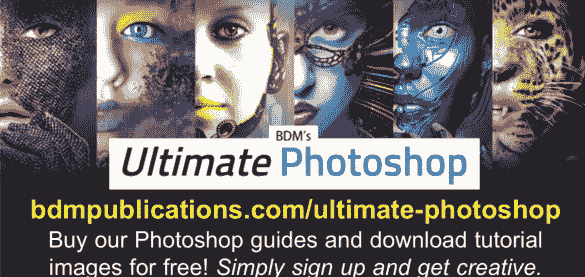 BDM's
Ultimate Photoshop
bdmpublications.com/ultimate-photoshop
Buy our Photoshop guides and download tutorial
images for free! Simply sign up and get creative.